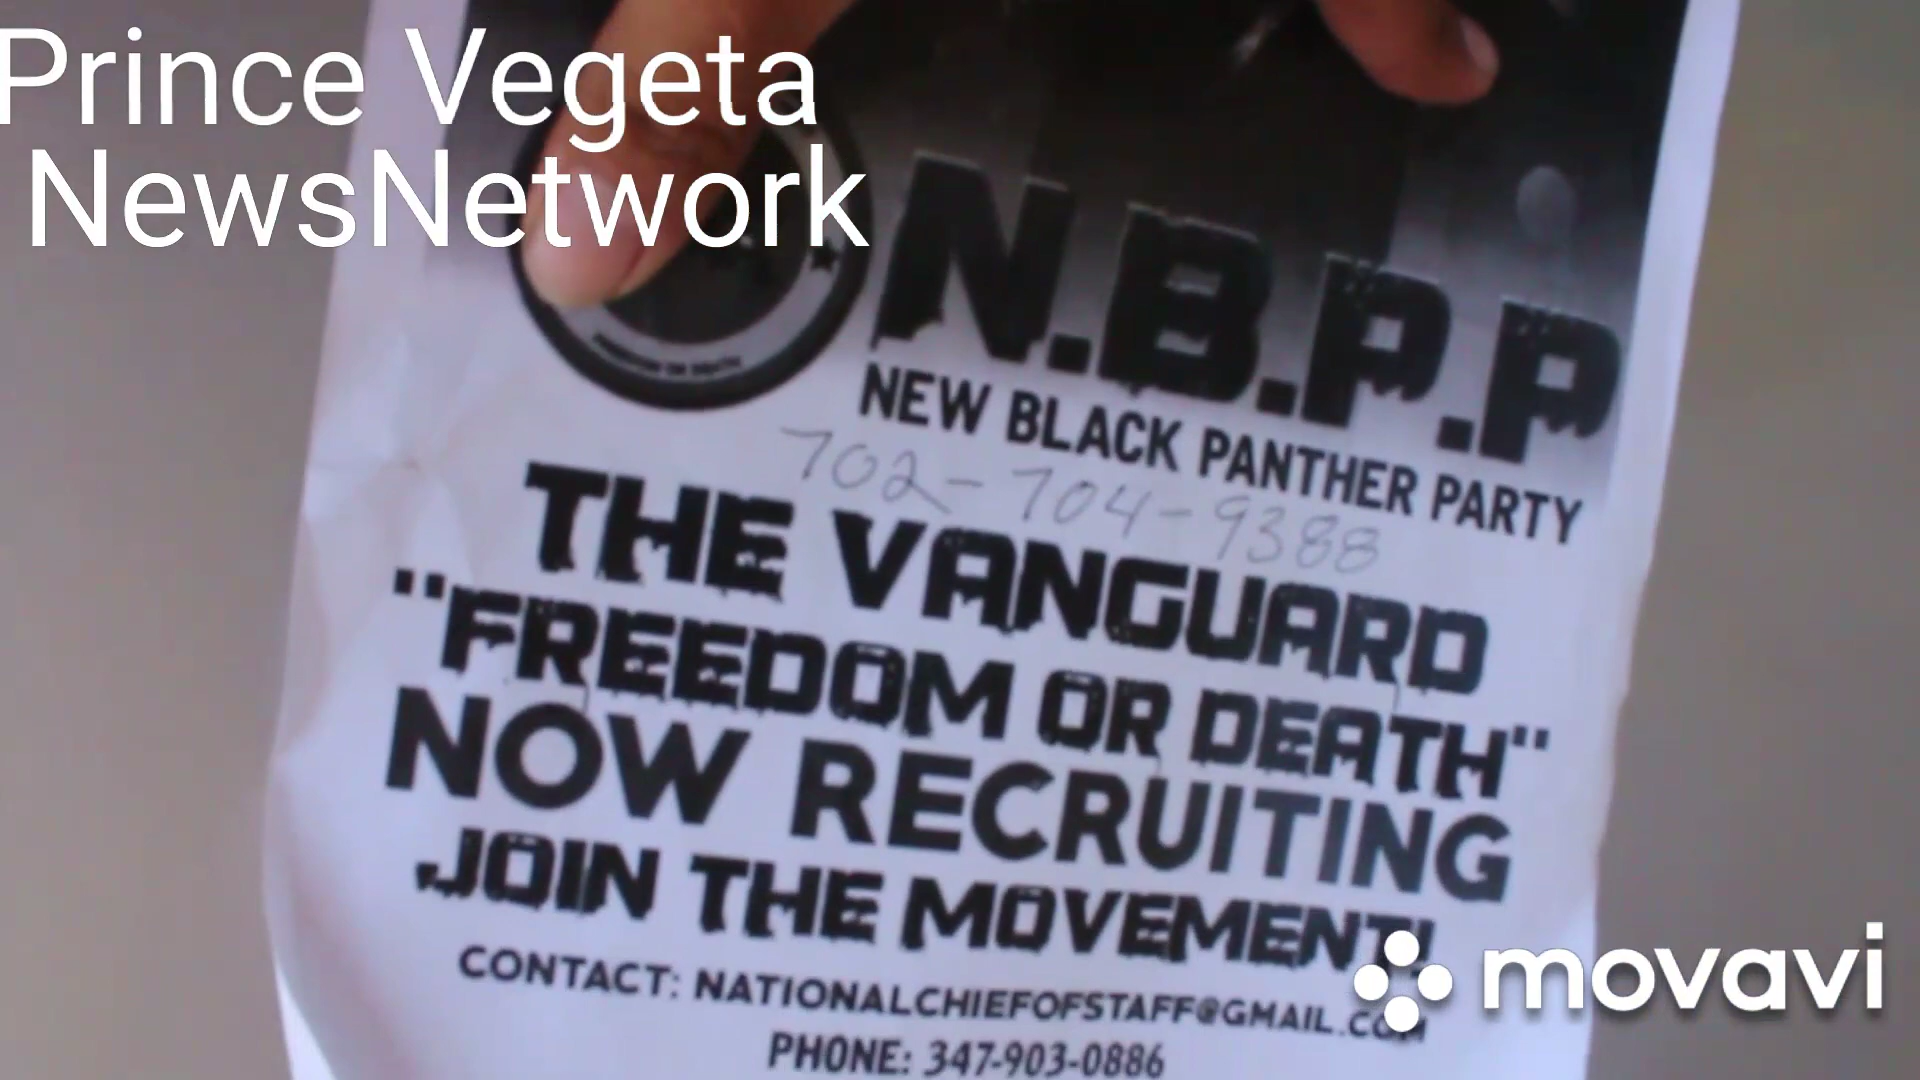 Prince Vegeta
NewsNetwork
N.B.P.P
NEW BLACK PANTHER PARTY
702-704-9388
THE VANGUARD
"FREEDOM OR DEATH"
NOW RECRUITING
JOIN THE MOVEMENT!
CONTACT: NATIONALCHIEFOFSTAFF@GMAIL.COM
PHONE: 347-903-0886
movavi